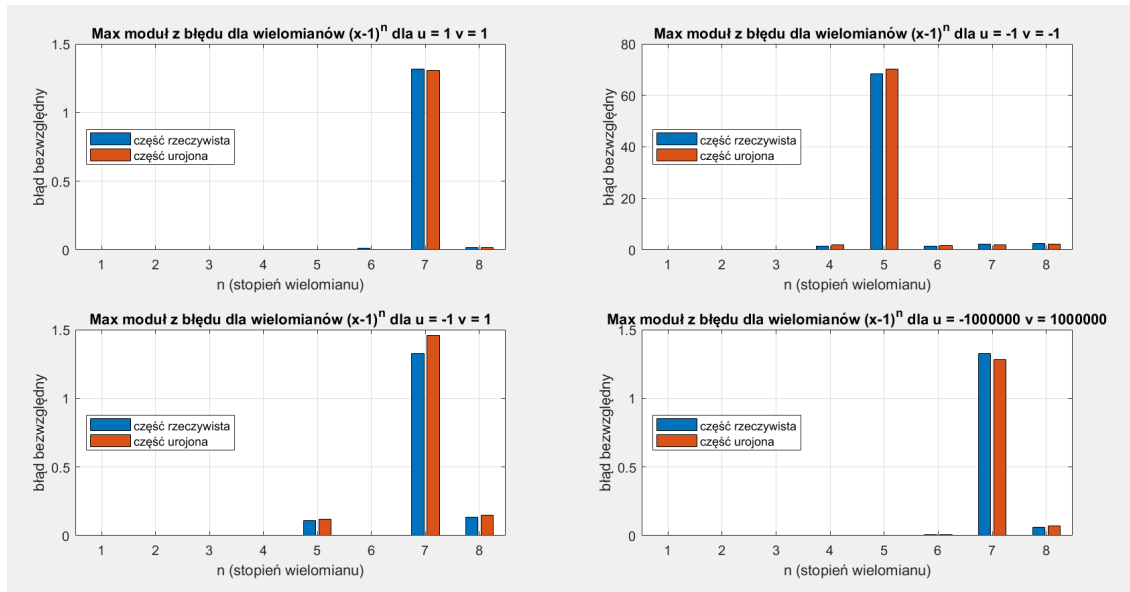 Max moduł z błędu dla wielomianów (x-1)^n dla u = 1 v = 1
1.5
1
0.5
0
błąd bezwzględny
część rzeczywista
część urojona
1 2 3 4 5 6 7 8
n (stopień wielomianu)
Max moduł z błędu dla wielomianów (x-1)^n dla u = -1 v = -1
80
60
40
20
0
błąd bezwzględny
część rzeczywista
część urojona
1 2 3 4 5 6 7 8
n (stopień wielomianu)
Max moduł z błędu dla wielomianów (x-1)^n dla u = -1 v = 1
1.5
1
0.5
0
błąd bezwzględny
część rzeczywista
część urojona
1 2 3 4 5 6 7 8
n (stopień wielomianu)
Max moduł z błędu dla wielomianów (x-1)^n dla u = -1000000 v = 1000000
1.5
1
0.5
0
błąd bezwzględny
część rzeczywista
część urojona
1 2 3 4 5 6 7 8
n (stopień wielomianu)